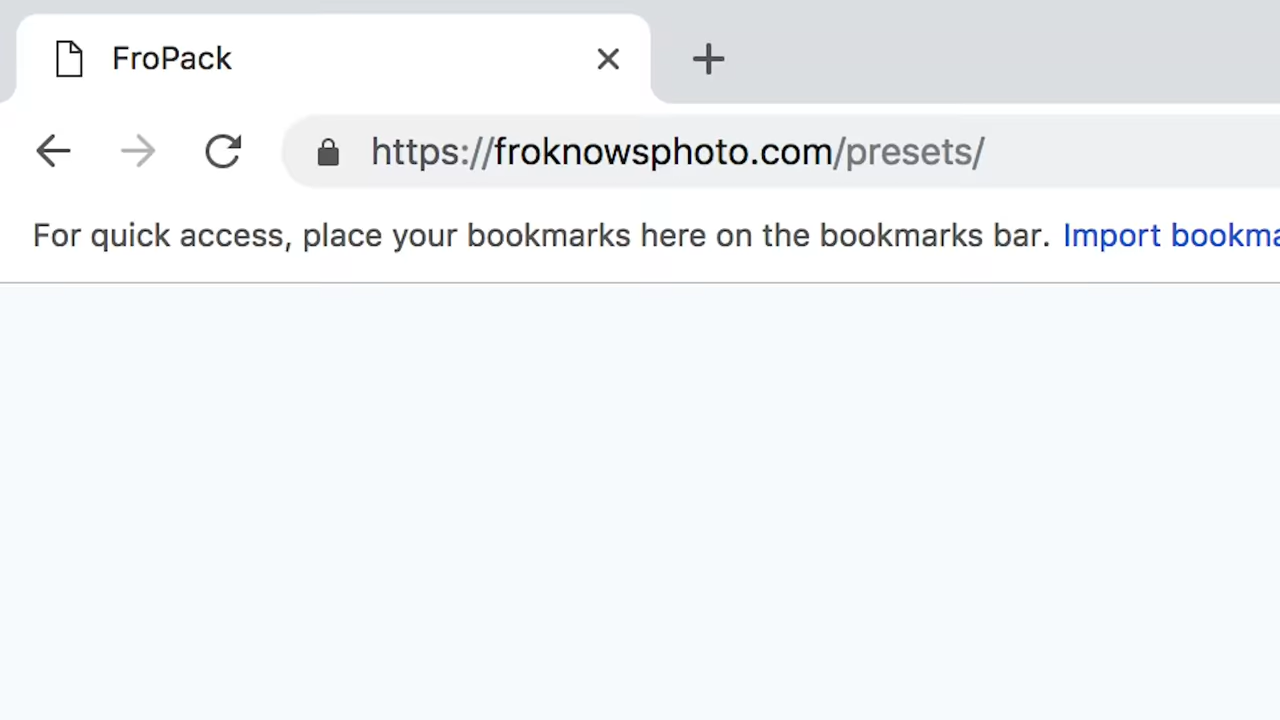 FroPack
https://froknowsphoto.com/presets/
For quick access, place your bookmarks here on the bookmarks bar. Import bookma